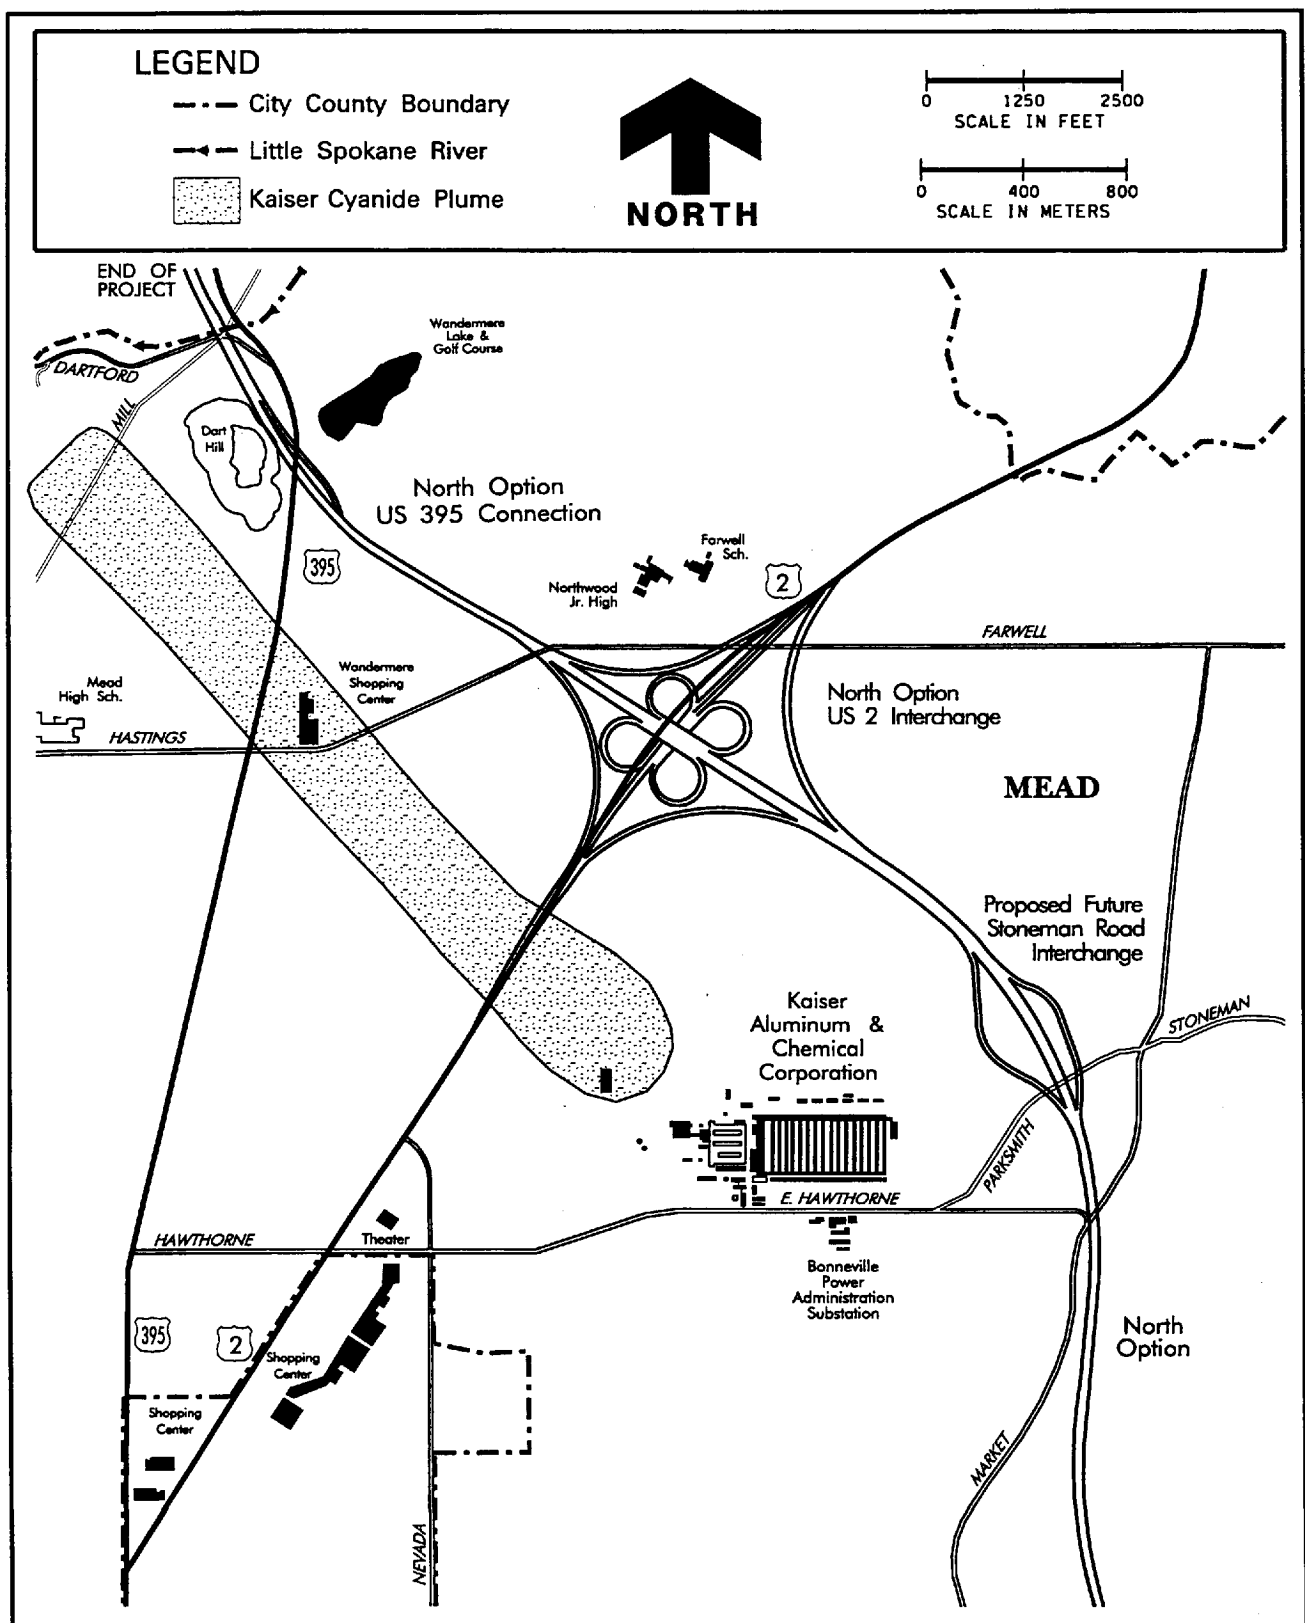 LEGEND
City County Boundary
Little Spokane River
Kaiser Cyanide Plume
NORTH
0 1250 2500
SCALE IN FEET
0 400 800
SCALE IN METERS
END OF
PROJECT
Wandermere
Lake &
Golf Course
DARTFORD
MILL
Dart
Hill
North Option
US 395 Connection
395
Farwell
Sch.
Northwood
Jr. High
2
FARWELL
Mead
High Sch.
Wandermere
Shopping
Center
HASTINGS
North Option
US 2 Interchange
MEAD
Proposed Future
Stoneman Road
Interchange
Kaiser
Aluminum &
Chemical
Corporation
STONEMAN
PARKSMITH
E. HAWTHORNE
HAWTHORNE
Theater
Bonneville
Power
Administration
Substation
395
2
Shopping
Center
North
Option
Shopping
Center
MARKET
NEVADA